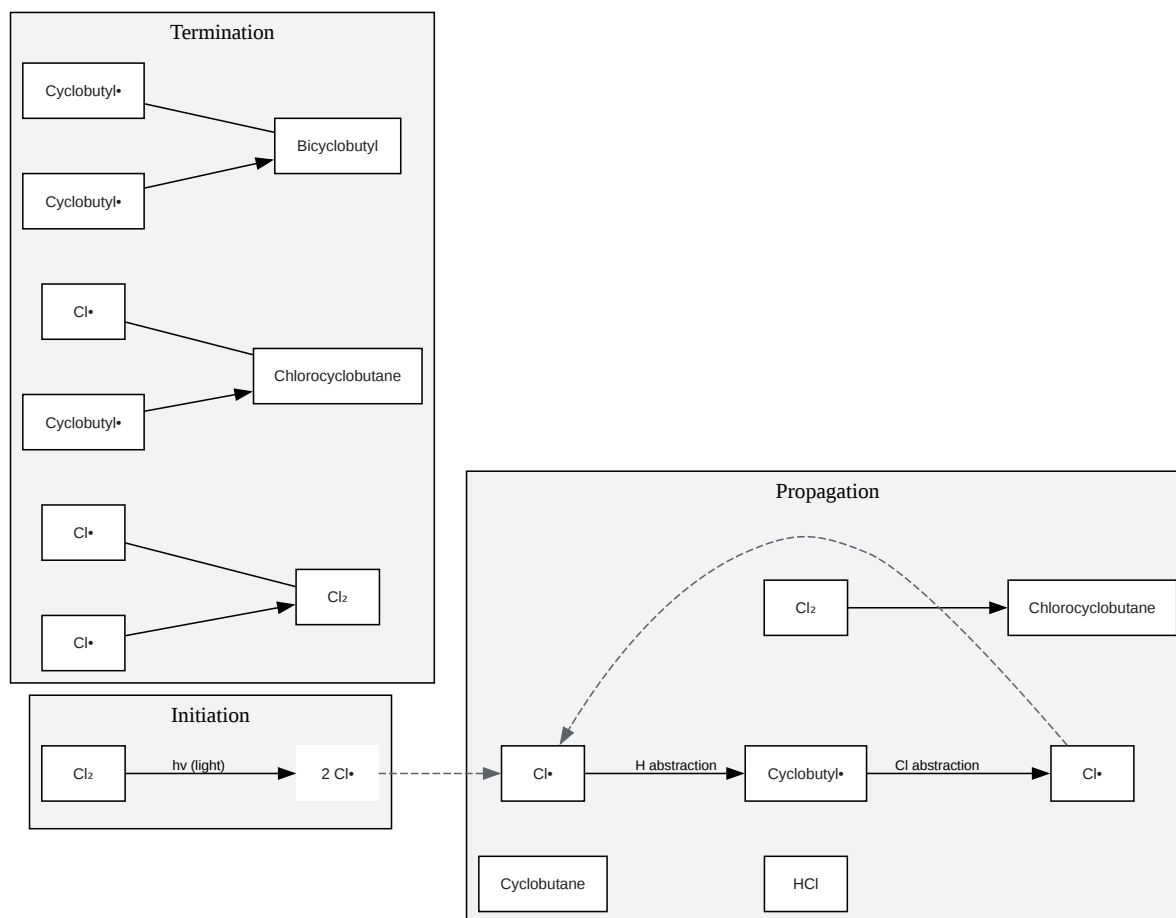 Termination
Cyclobutyl•
Bicyclobutyl
Cyclobutyl•
Cl•
Chlorocyclobutane
Cyclobutyl•
Cl•
Cl₂
Cl•
Initiation
Cl₂
hν (light)
2 Cl•
Propagation
Cl₂
Chlorocyclobutane
Cl•
H abstraction
Cyclobutyl•
Cl abstraction
Cl•
Cyclobutane
HCl